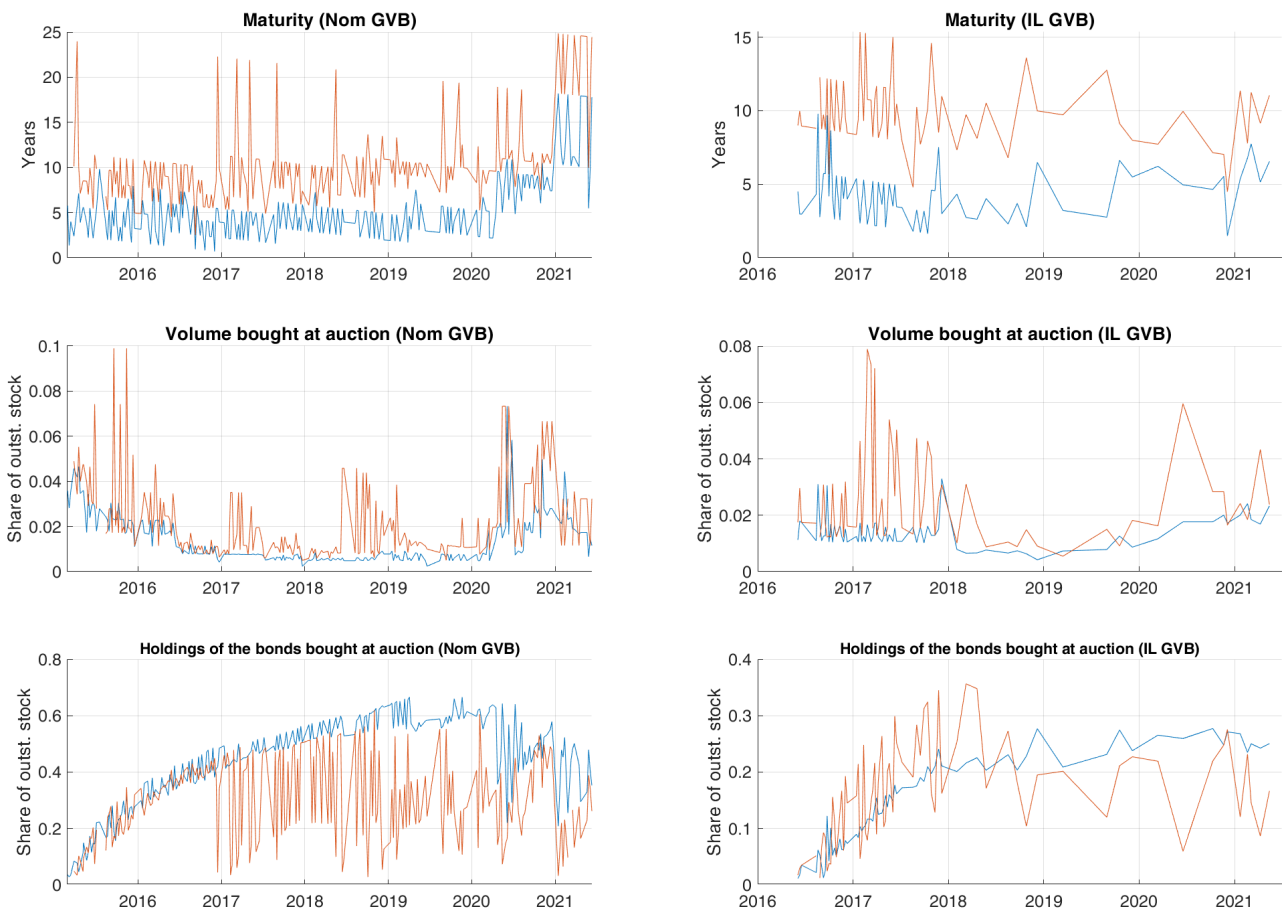 Maturity (Nom GVB)
Years
25
20
15
10
5
0
2016 2017 2018 2019 2020 2021
Maturity (IL GVB)
15
10
5
0
2016 2017 2018 2019 2020 2021
Volume bought at auction (Nom GVB)
Share of outst. stock
0.1
0.08
0.06
0.04
0.02
0
2016 2017 2018 2019 2020 2021
Volume bought at auction (IL GVB)
Share of outst. stock
0.08
0.06
0.04
0.02
0
2016 2017 2018 2019 2020 2021
Holdings of the bonds bought at auction (Nom GVB)
Share of outst. stock
0.8
0.6
0.4
0.2
0
2016 2017 2018 2019 2020 2021
Holdings of the bonds bought at auction (IL GVB)
Share of outst. stock
0.4
0.3
0.2
0.1
0
2016 2017 2018 2019 2020 2021